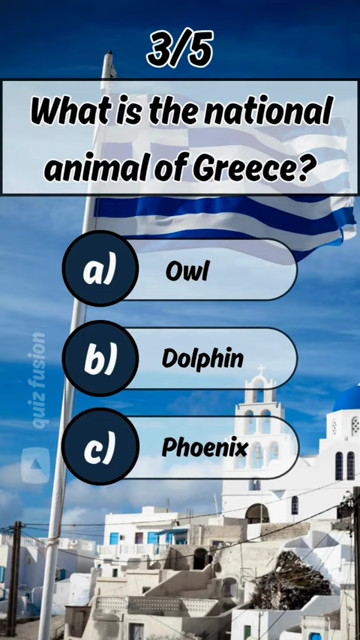 3/5
What is the national
animal of Greece?
a) Owl
b) Dolphin
c) Phoenix
quiz fusion